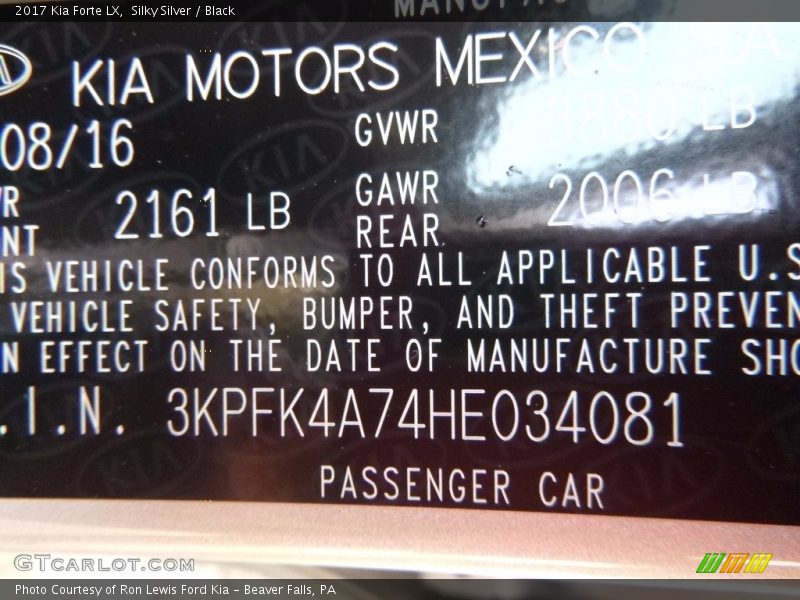 2017 Kia Forte LX, Silky Silver / Black
KIA MOTORS MEXICO S.A.
08/16 GVWR 3880 LB
2161 LB GAWR 2006 LB
NT REAR
IS VEHICLE CONFORMS TO ALL APPLICABLE U.S
VEHICLE SAFETY, BUMPER, AND THEFT PREVEN
N EFFECT ON THE DATE OF MANUFACTURE SHO
.I.N. 3KPFK4A74HE034081
PASSENGER CAR
GTCARLOT.COM
Photo Courtesy of Ron Lewis Ford Kia - Beaver Falls, PA